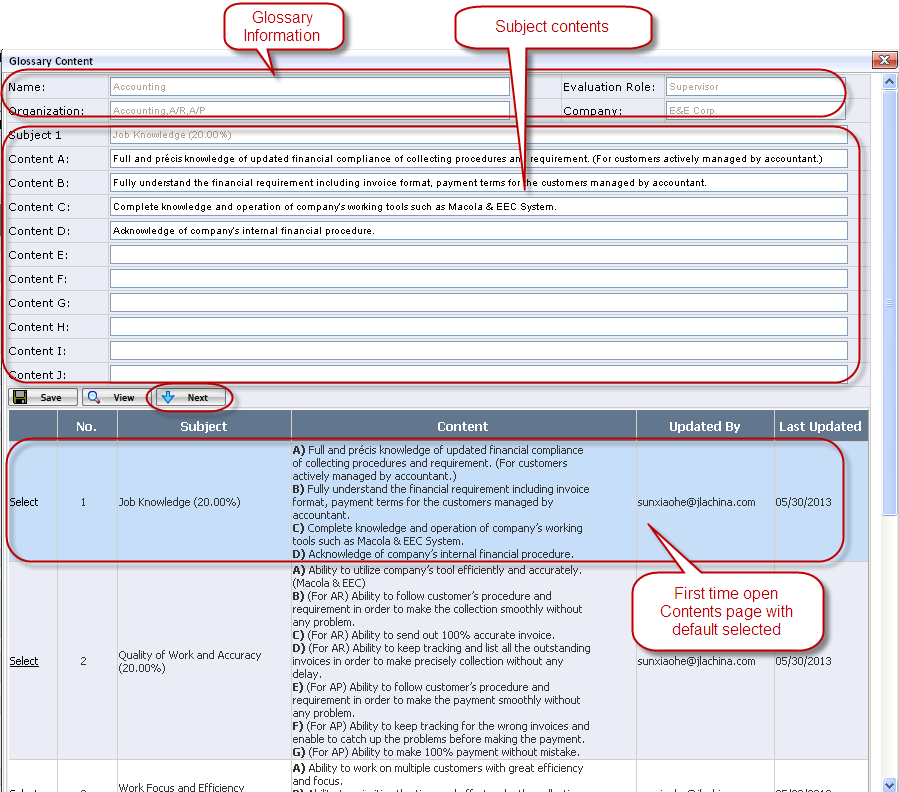 Glossary
Information
Subject contents
Glossary Content
Name: Accounting Evaluation Role: Supervisor
Organization: Accounting,A/R,A/P Company: E&E Corp.
Subject 1 Job Knowledge (20.00%)
Content A: Full and précis knowledge of updated financial compliance of collecting procedures and requirement. (For customers actively managed by accountant.)
Content B: Fully understand the financial requirement including invoice format, payment terms for the customers managed by accountant.
Content C: Complete knowledge and operation of company's working tools such as Macola & EEC System.
Content D: Acknowledge of company's internal financial procedure.
Content E:
Content F:
Content G:
Content H:
Content I:
Content J:
Save View Next
No. Subject Content Updated By Last Updated
Select 1 Job Knowledge (20.00%)
A) Full and précis knowledge of updated financial compliance
of collecting procedures and requirement. (For customers
actively managed by accountant.)
B) Fully understand the financial requirement including invoice
format, payment terms for the customers managed by
accountant.
C) Complete knowledge and operation of company's working
tools such as Macola & EEC System.
D) Acknowledge of company's internal financial procedure.
sunxiaohe@jlachina.com 05/30/2013
First time open
Contents page with
default selected
Select 2 Quality of Work and Accuracy
(20.00%)
A) Ability to utilize company's tool efficiently and accurately.
(Macola & EEC)
B) (For AR) Ability to follow customer's procedure and
requirement in order to make the collection smoothly without
any problem.
C) (For AR) Ability to send out 100% accurate invoice.
D) (For AR) Ability to keep tracking and list all the outstanding
invoices in order to make precisely collection without any
delay.
E) (For AP) Ability to follow customer's procedure and
requirement in order to make the payment smoothly without
any problem.
F) (For AP) Ability to keep tracking for the wrong invoices and
enable to catch up the problems before making the payment.
G) (For AP) Ability to make 100% payment without mistake.
sunxiaohe@jlachina.com 05/30/2013
Work Focus and Efficiency
A) Ability to work on multiple customers with great efficiency
and focus.